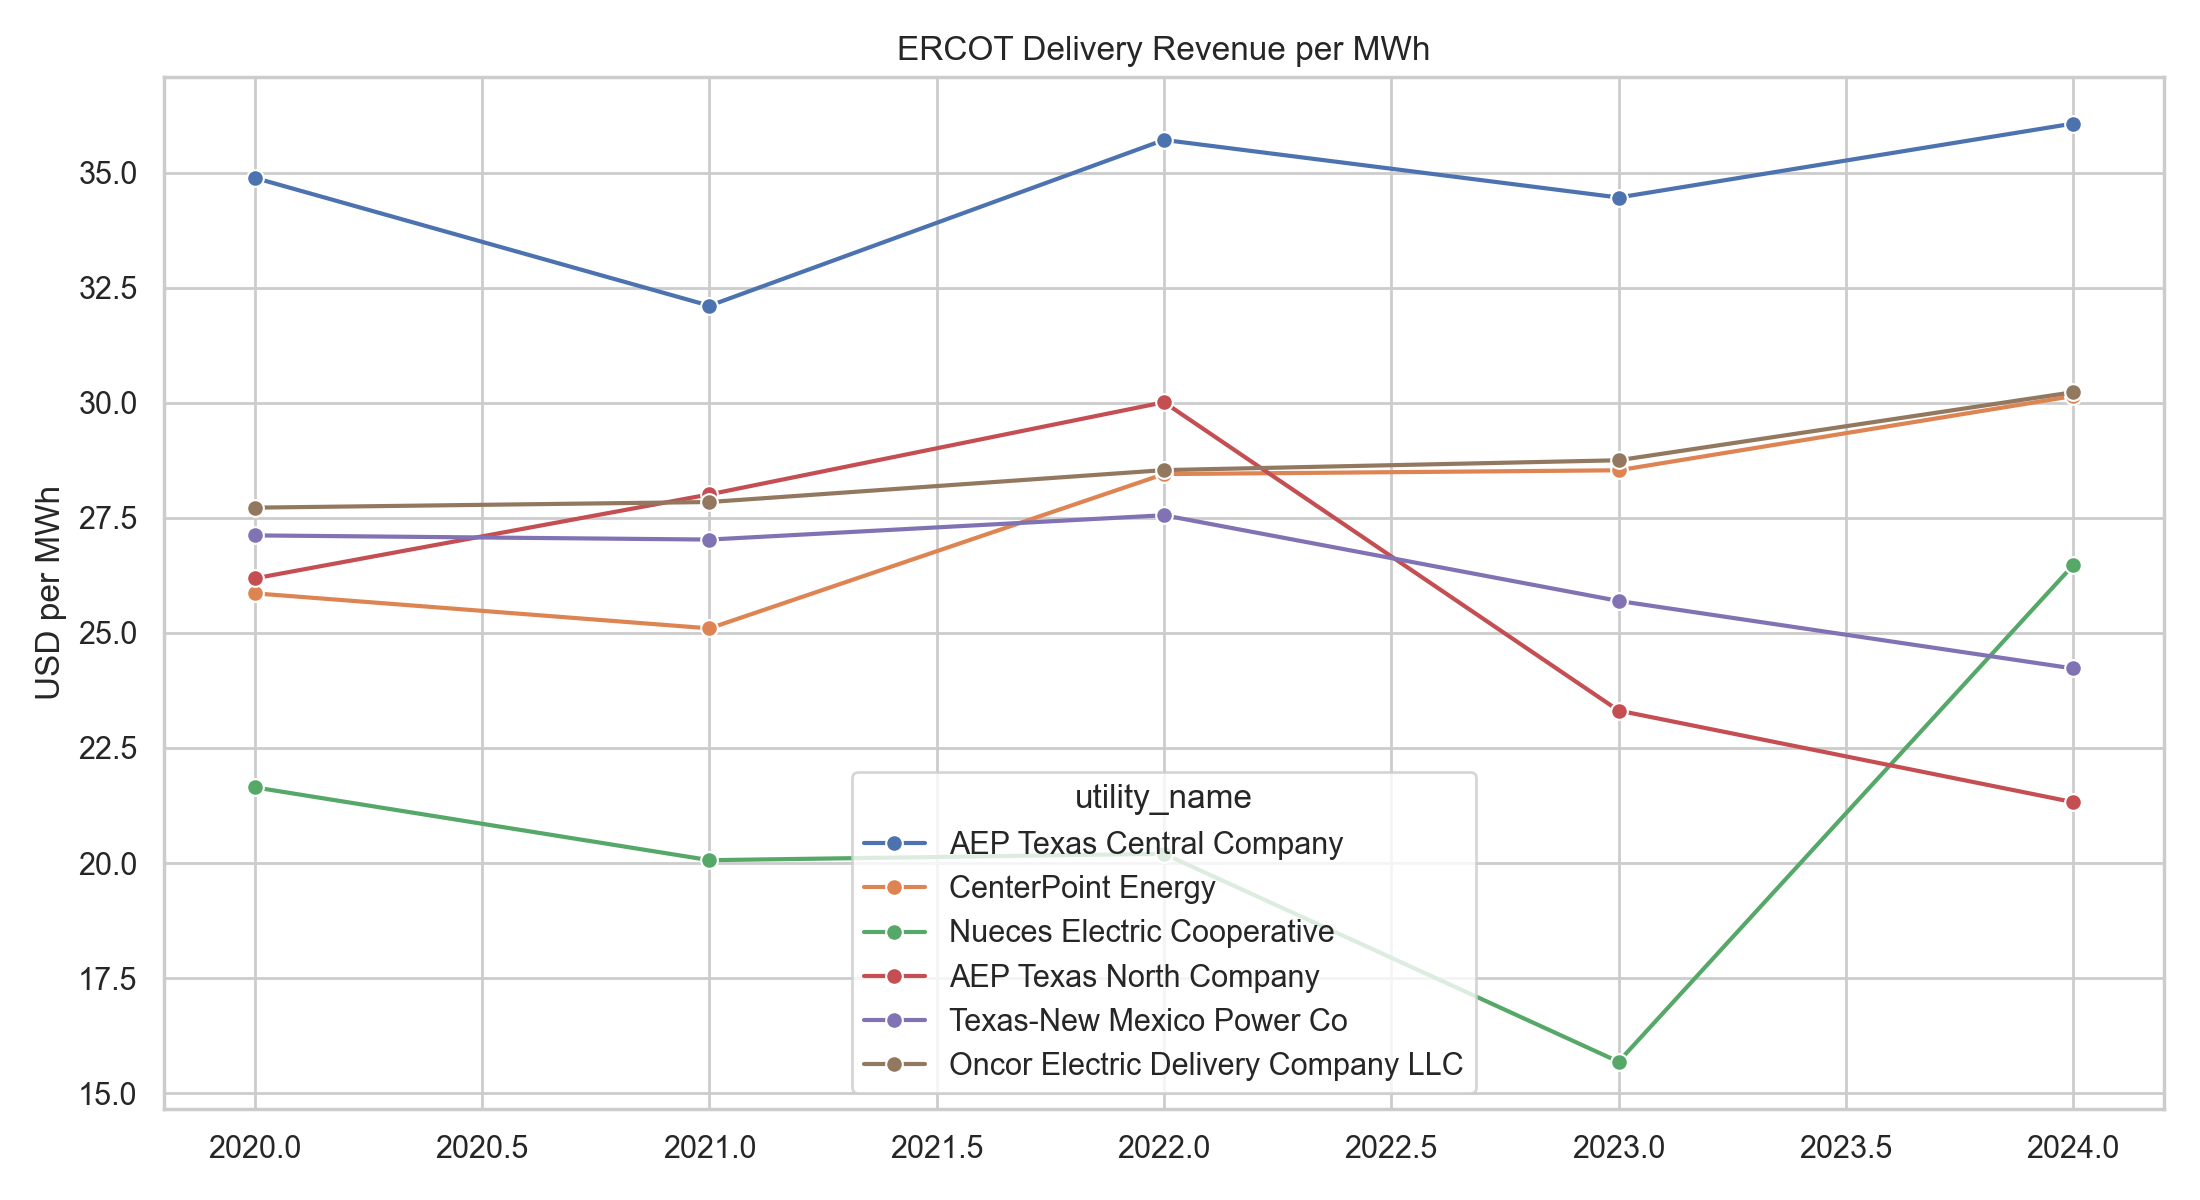 ERCOT Delivery Revenue per MWh
USD per MWh
35.0
32.5
30.0
27.5
25.0
22.5
20.0
17.5
15.0
utility_name
AEP Texas Central Company
CenterPoint Energy
Nueces Electric Cooperative
AEP Texas North Company
Texas-New Mexico Power Co
Oncor Electric Delivery Company LLC
2020.0 2020.5 2021.0 2021.5 2022.0 2022.5 2023.0 2023.5 2024.0